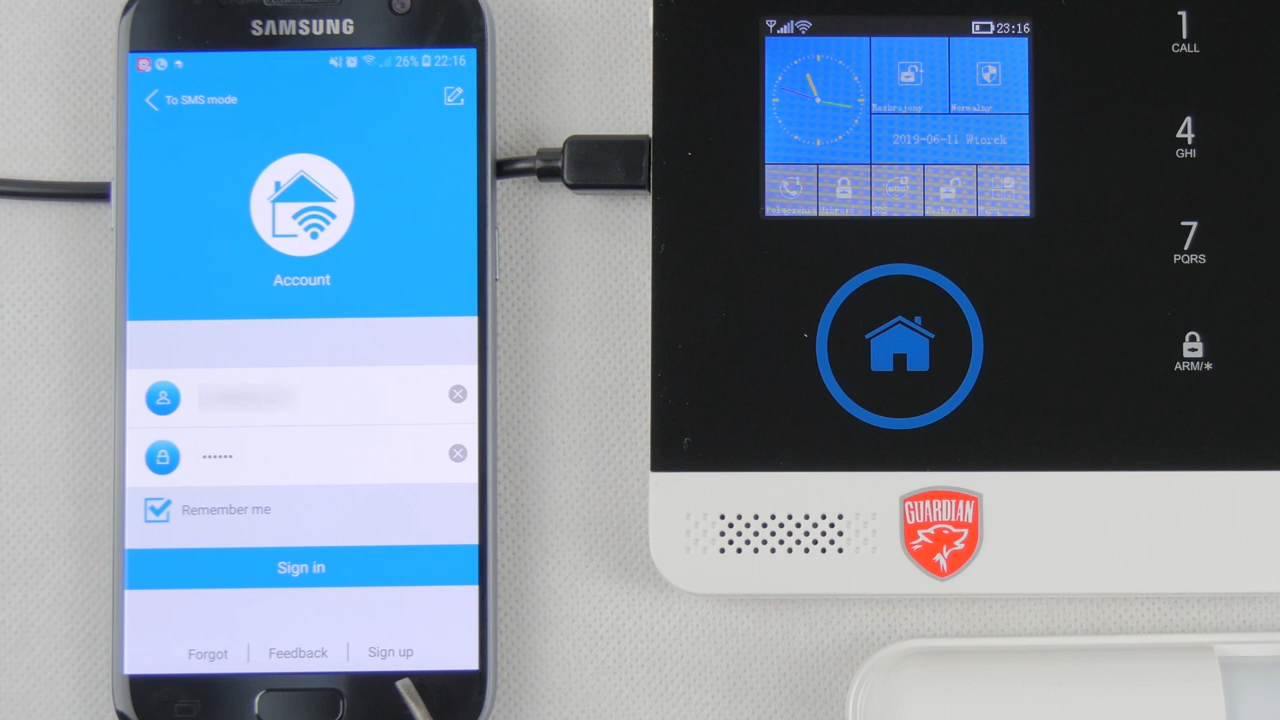 SAMSUNG
26% 22:16
To SMS mode
Account
••••••
Remember me
Sign in
Forgot | Feedback | Sign up
23:16
Rozbrojony
Normalny
2019-06-11 Wtorek
SOS
1
CALL
4
GHI
7
PQRS
ARM/*
GUARDIAN